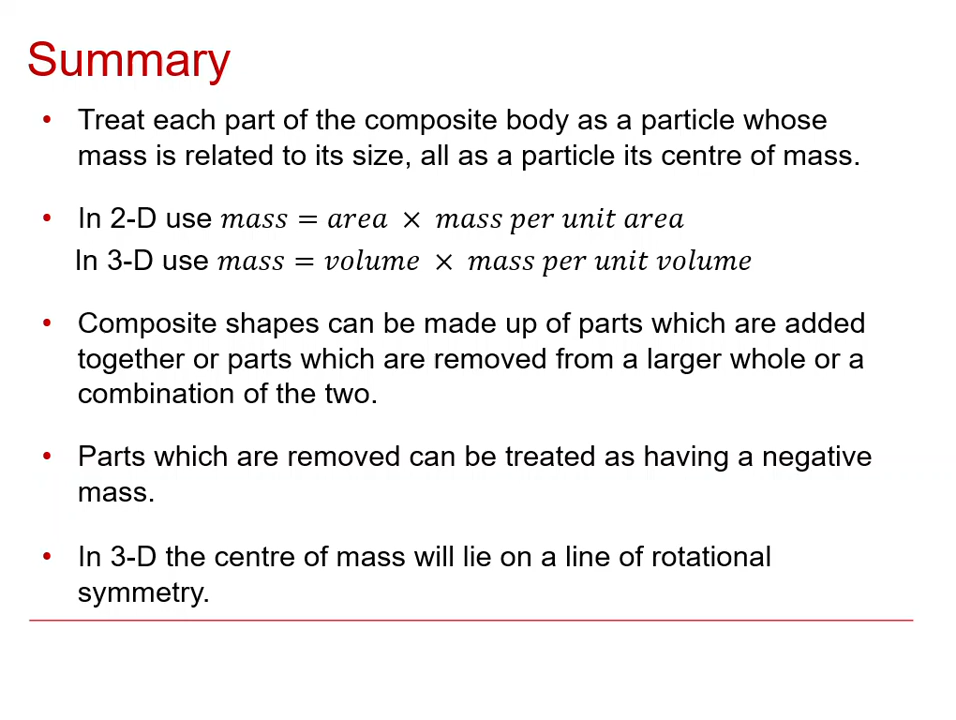 Summary
• Treat each part of the composite body as a particle whose
mass is related to its size, all as a particle its centre of mass.
• In 2-D use mass = area × mass per unit area
In 3-D use mass = volume × mass per unit volume
• Composite shapes can be made up of parts which are added
together or parts which are removed from a larger whole or a
combination of the two.
• Parts which are removed can be treated as having a negative
mass.
• In 3-D the centre of mass will lie on a line of rotational
symmetry.